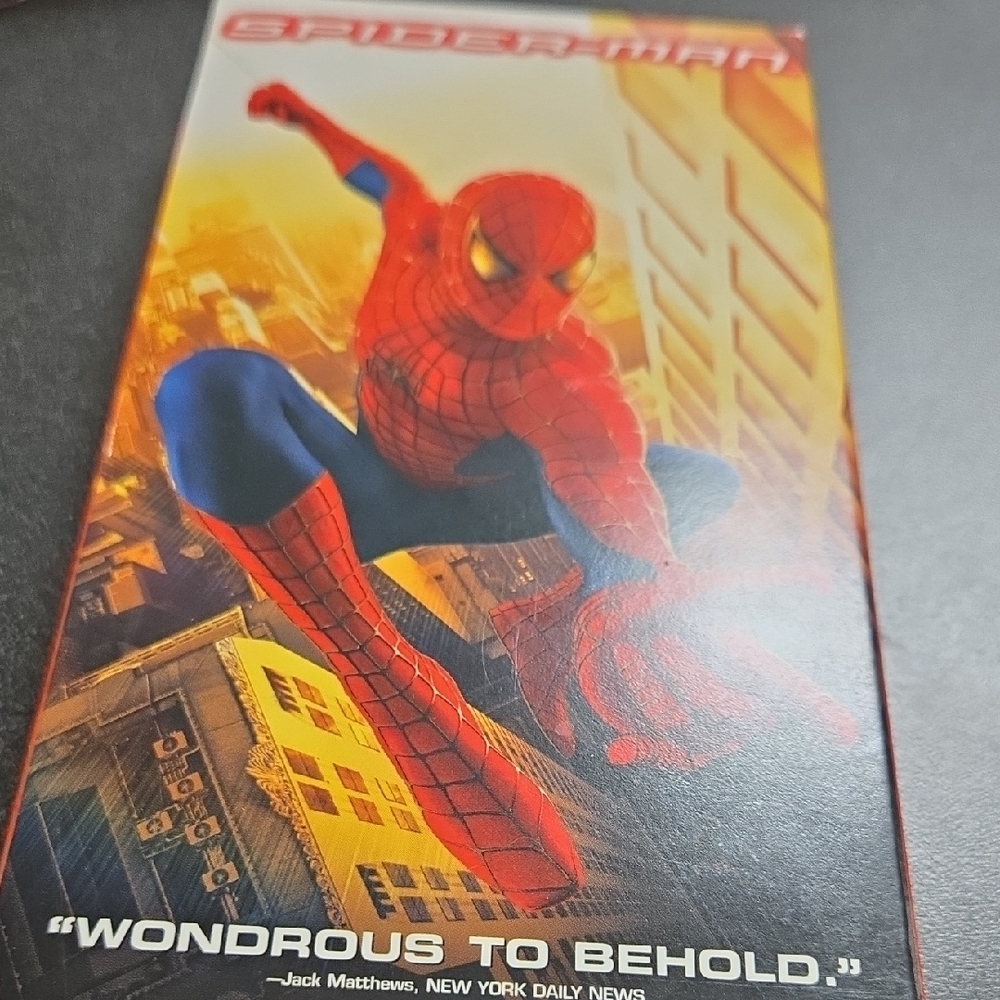 SPIDER-MAN
“WONDROUS TO BEHOLD.”
—Jack Matthews, NEW YORK DAILY NEWS